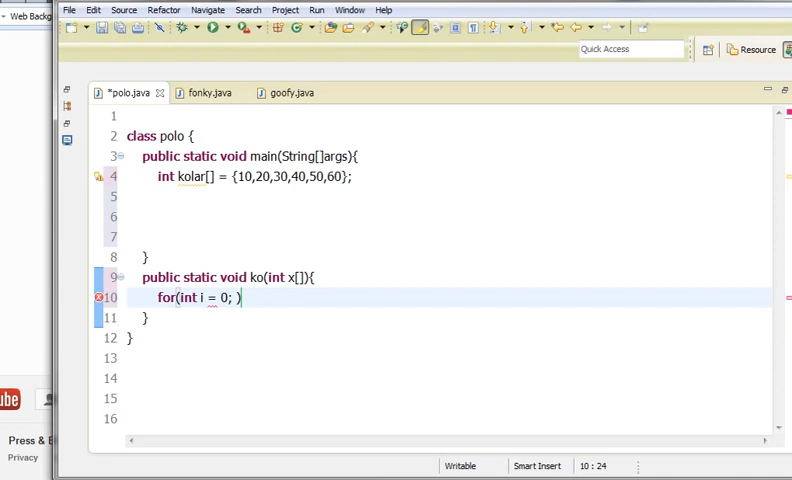 Web Backg
File Edit Source Refactor Navigate Search Project Run Window Help
Quick Access
Resource
*polo.java fonky.java goofy.java
1
2 class polo {
3 public static void main(String[]args){
4 int kolar[] = {10,20,30,40,50,60};
5
6
7
8 }
9 public static void ko(int x[]){
10 for(int i = 0; )
11 }
12 }
13
14
15
16
ube
Press & B
Privacy
Writable Smart Insert 10 : 24